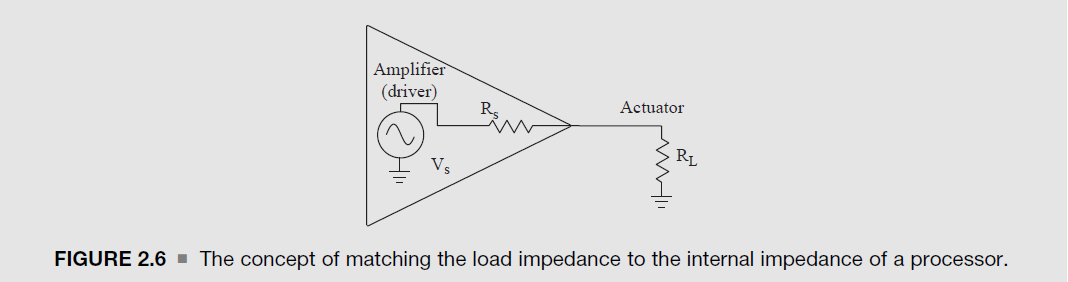 Amplifier
(driver)
Rs
Actuator
Vs
RL
FIGURE 2.6 ■ The concept of matching the load impedance to the internal impedance of a processor.